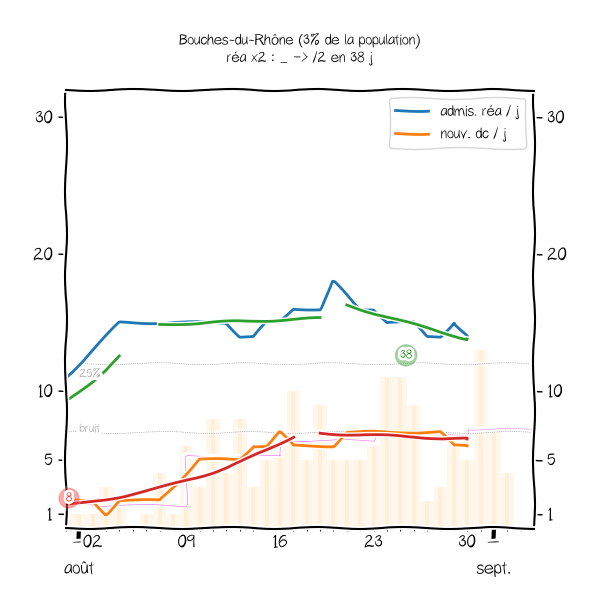 Bouches-du-Rhône (3% de la population)
réa x2 : _ -> /2 en 38 j
admis. réa / j
nouv. dc / j
30
30
20
20
25%
38
10
10
bruit
5
5
8
1
1
02
09
16
23
30
août
sept.